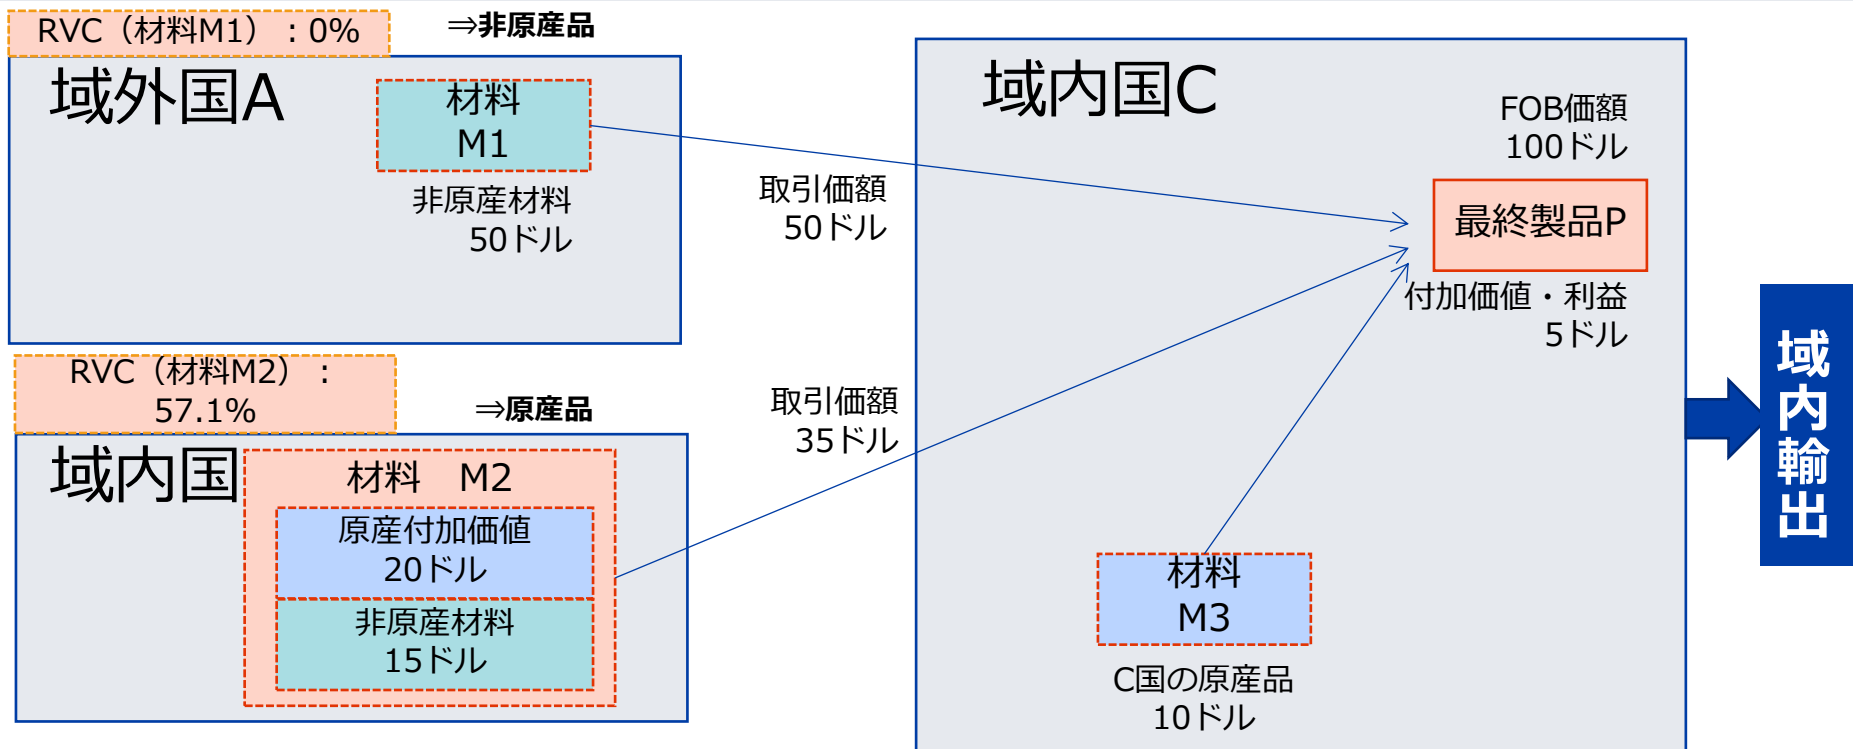 RVC（材料M1）：0%
⇒非原産品
域外国A
材料
M1
非原産材料
50ドル
取引価額
50ドル
RVC（材料M2）：
57.1%
⇒原産品
域内国
材料　M2
原産付加価値
20ドル
非原産材料
15ドル
取引価額
35ドル
域内国C
FOB価額
100ドル
最終製品P
付加価値・利益
5ドル
材料
M3
C国の原産品
10ドル
域内輸出